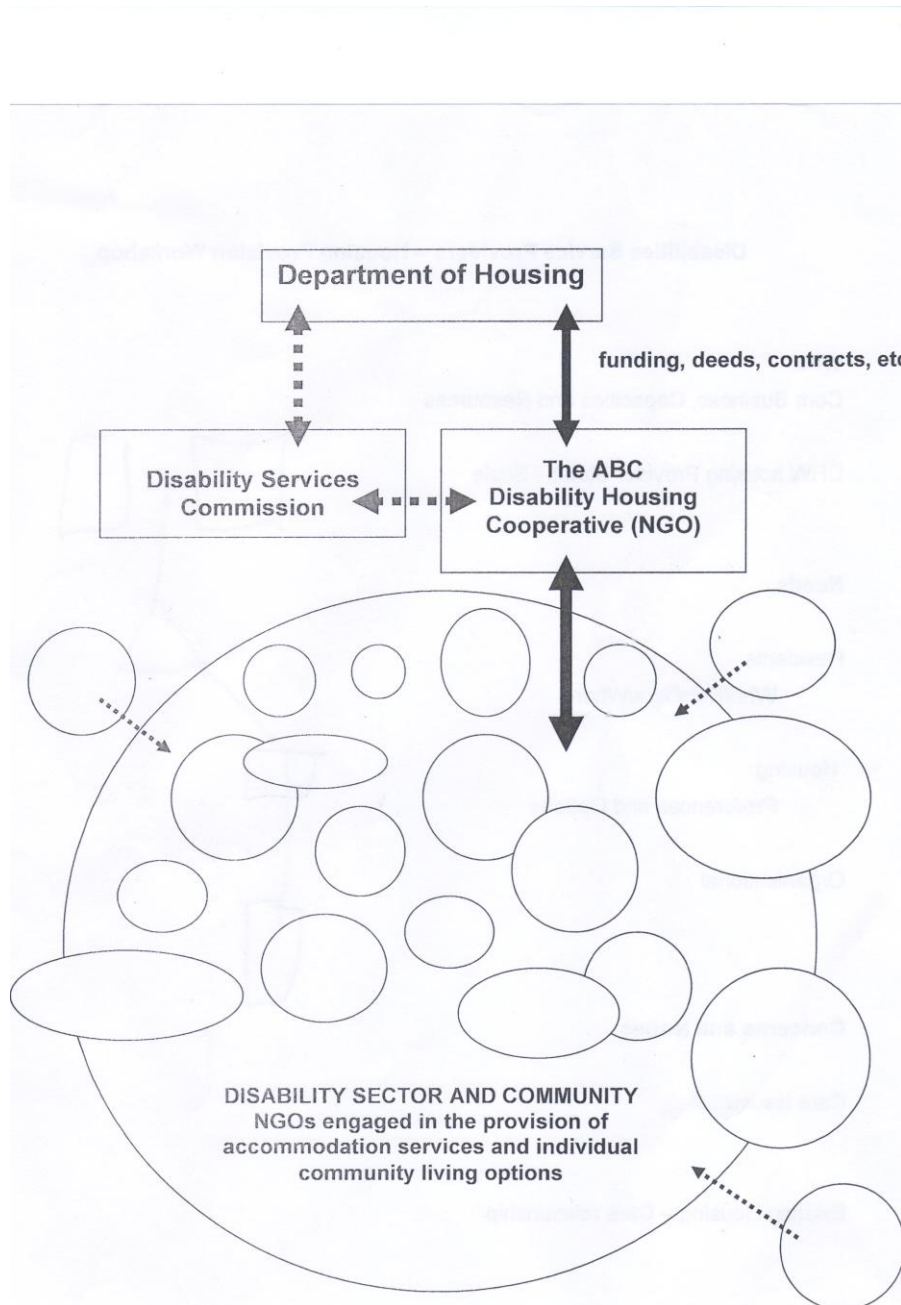 Department of Housing
funding, deeds, contracts, etc
Disability Services
Commission
The ABC
Disability Housing
Cooperative (NGO)
DISABILITY SECTOR AND COMMUNITY
NGOs engaged in the provision of
accommodation services and individual
community living options